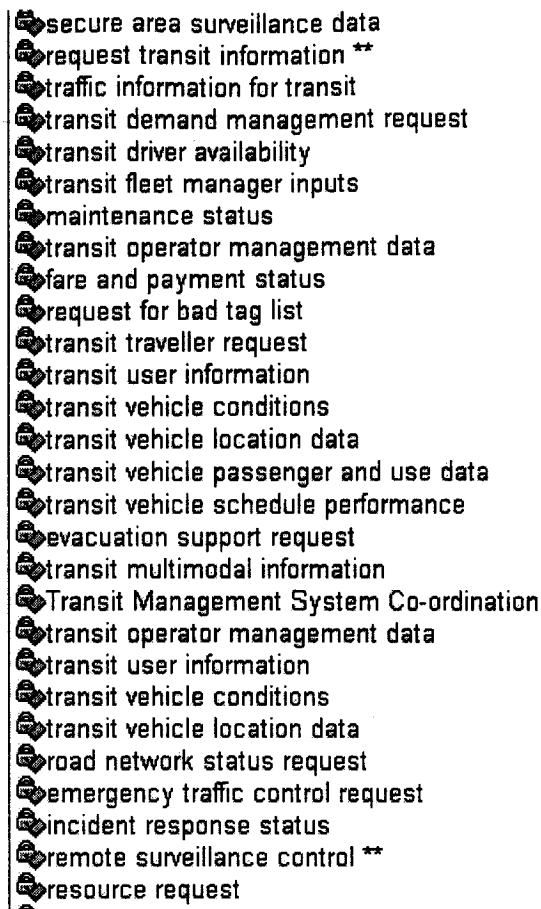 secure area surveillance data
request transit information **
traffic information for transit
transit demand management request
transit driver availability
transit fleet manager inputs
maintenance status
transit operator management data
fare and payment status
request for bad tag list
transit traveller request
transit user information
transit vehicle conditions
transit vehicle location data
transit vehicle passenger and use data
transit vehicle schedule performance
evacuation support request
transit multimodal information
Transit Management System Co-ordination
transit operator management data
transit user information
transit vehicle conditions
transit vehicle location data
road network status request
emergency traffic control request
incident response status
remote surveillance control **
resource request